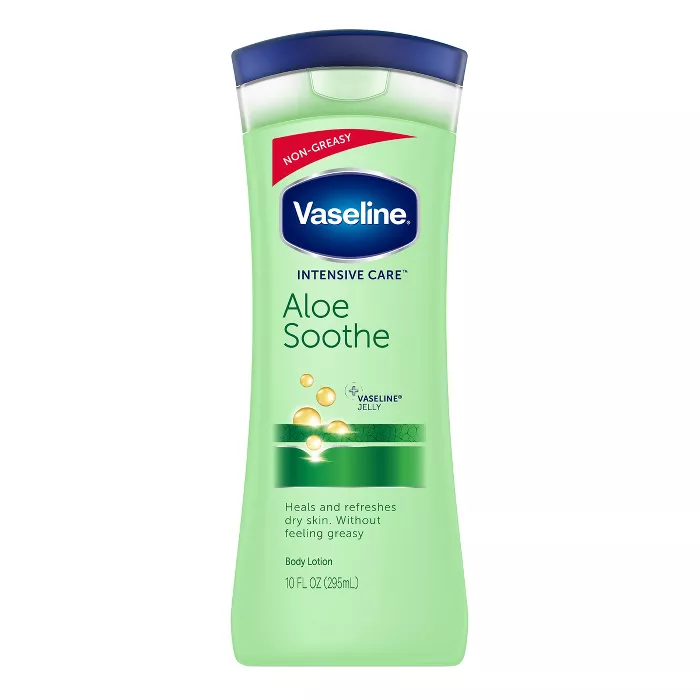 NON-GREASY
Vaseline®
INTENSIVE CARE™
Aloe
Soothe
VASELINE®
JELLY
Heals and refreshes
dry skin. Without
feeling greasy
Body Lotion
10 FL OZ (295mL)